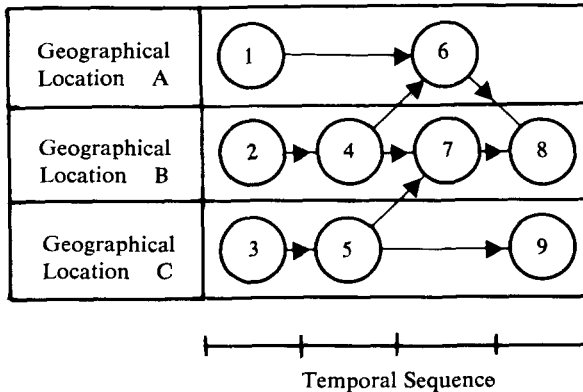 Geographical
Location A
1
6
Geographical
Location B
2
4
7
8
Geographical
Location C
3
5
9
Temporal Sequence